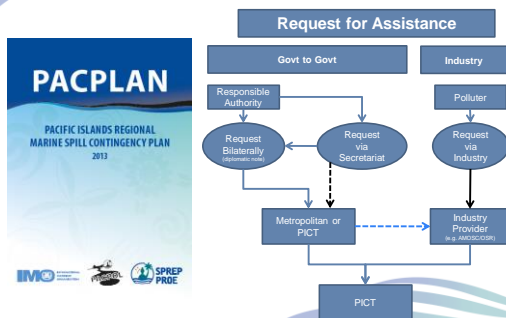 Request for Assistance
PACPLAN
PACIFIC ISLANDS REGIONAL
MARINE SPILL CONTINGENCY PLAN
2013
IMO
SPREP
PROE
Govt to Govt
Industry
Responsible
Authority
Polluter
Request
Bilaterally
(diplomatic note)
Request
via
Secretariat
Request
via
Industry
Metropolitan or
PICT
Industry
Provider
(e.g. AMOSC/OSR)
PICT